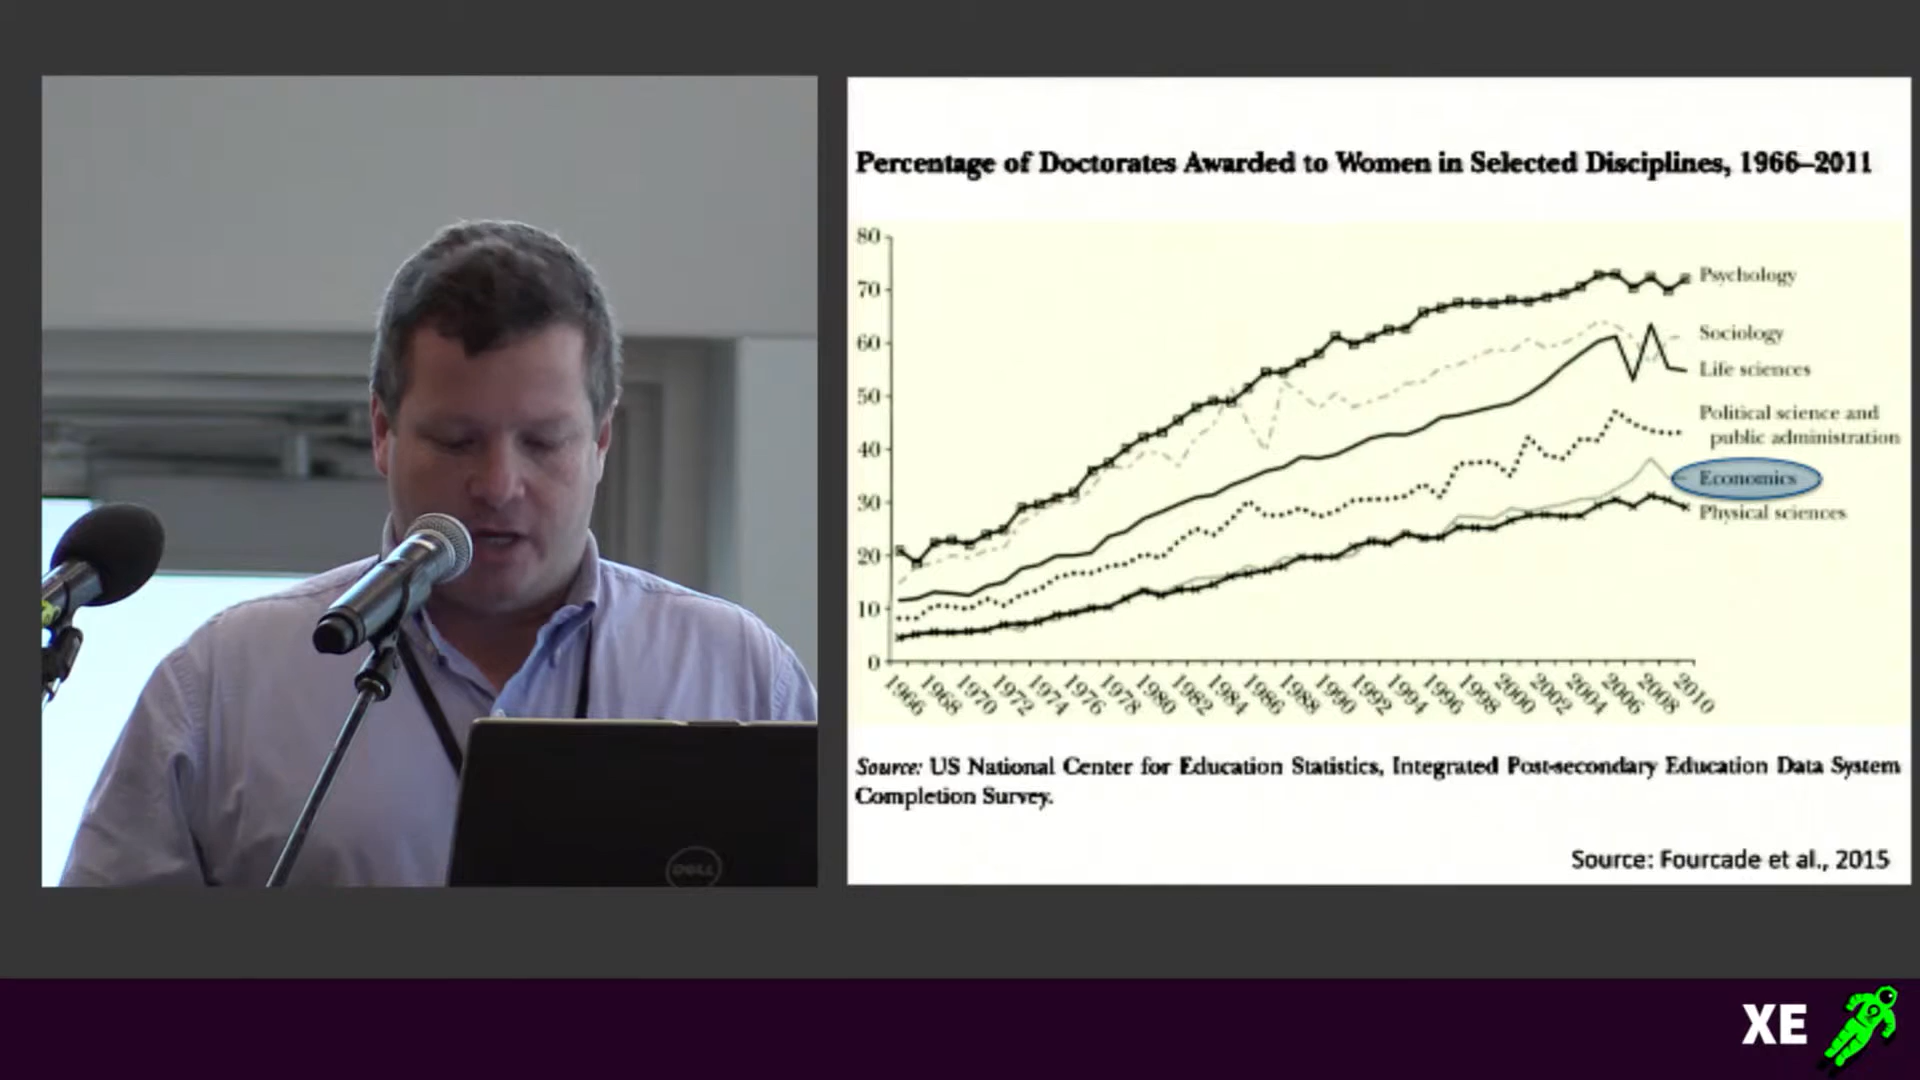 Percentage of Doctorates Awarded to Women in Selected Disciplines, 1966–2011
80
70
60
50
40
30
20
10
0
Psychology
Sociology
Life sciences
Political science and
public administration
Economics
Physical sciences
1966
1968
1970
1972
1974
1976
1978
1980
1982
1984
1986
1988
1990
1992
1994
1996
1998
2000
2002
2004
2006
2008
2010
Source: US National Center for Education Statistics, Integrated Post-secondary Education Data System
Completion Survey.
Source: Fourcade et al., 2015
DELL
XE